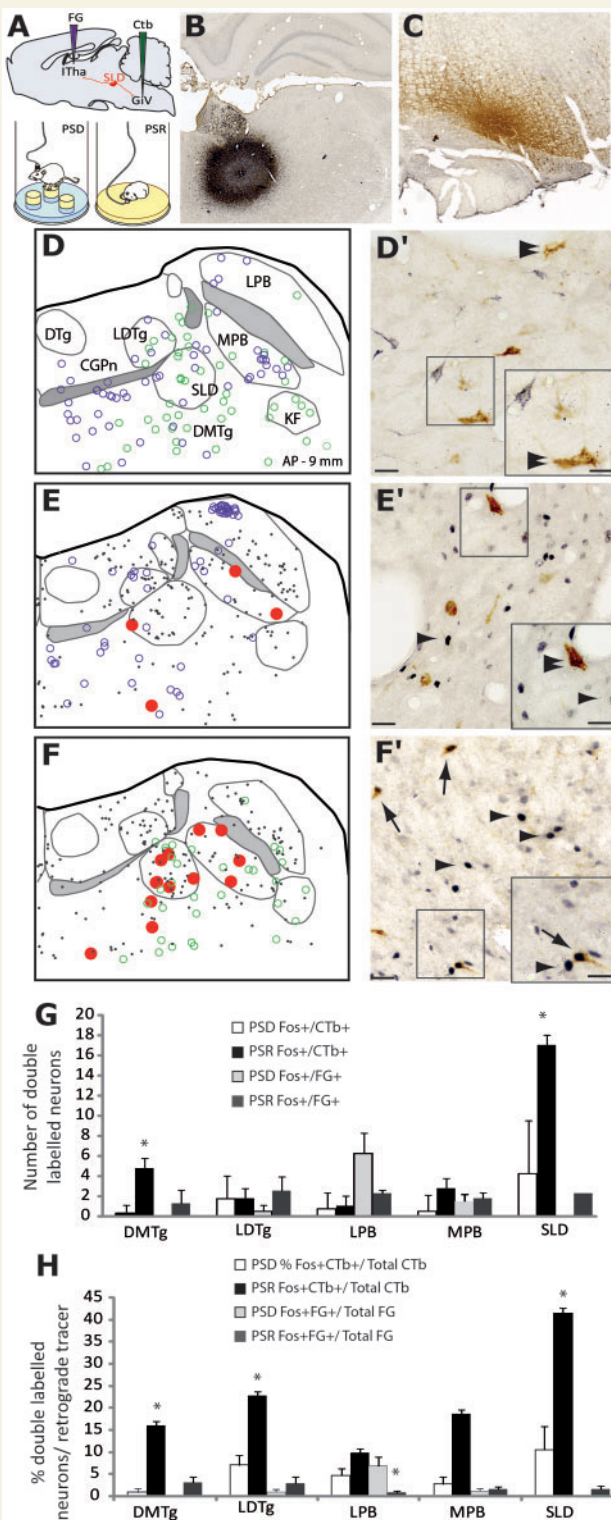 A
FG
Ctb
ITha
SLD
GiV
PSD
PSR
B
C
D
LPB
DTg
LDTg
MPB
CGPn
SLD
KF
DMTg
AP - 9 mm
D'
E
E'
F
F'
G
20
18
16
14
12
10
8
6
4
2
0
Number of double
labelled neurons
PSD Fos+/CTb+
PSR Fos+/CTb+
PSD Fos+/FG+
PSR Fos+/FG+
*
*
DMTg
LDTg
LPB
MPB
SLD
H
45
40
35
30
25
20
15
10
5
0
% double labelled
neurons/ retrograde tracer
PSD % Fos+CTb+/ Total CTb
PSR Fos+CTb+/ Total CTb
PSD Fos+FG+/ Total FG
PSR Fos+FG+/ Total FG
*
*
*
*
DMTg
LDTg
LPB
MPB
SLD